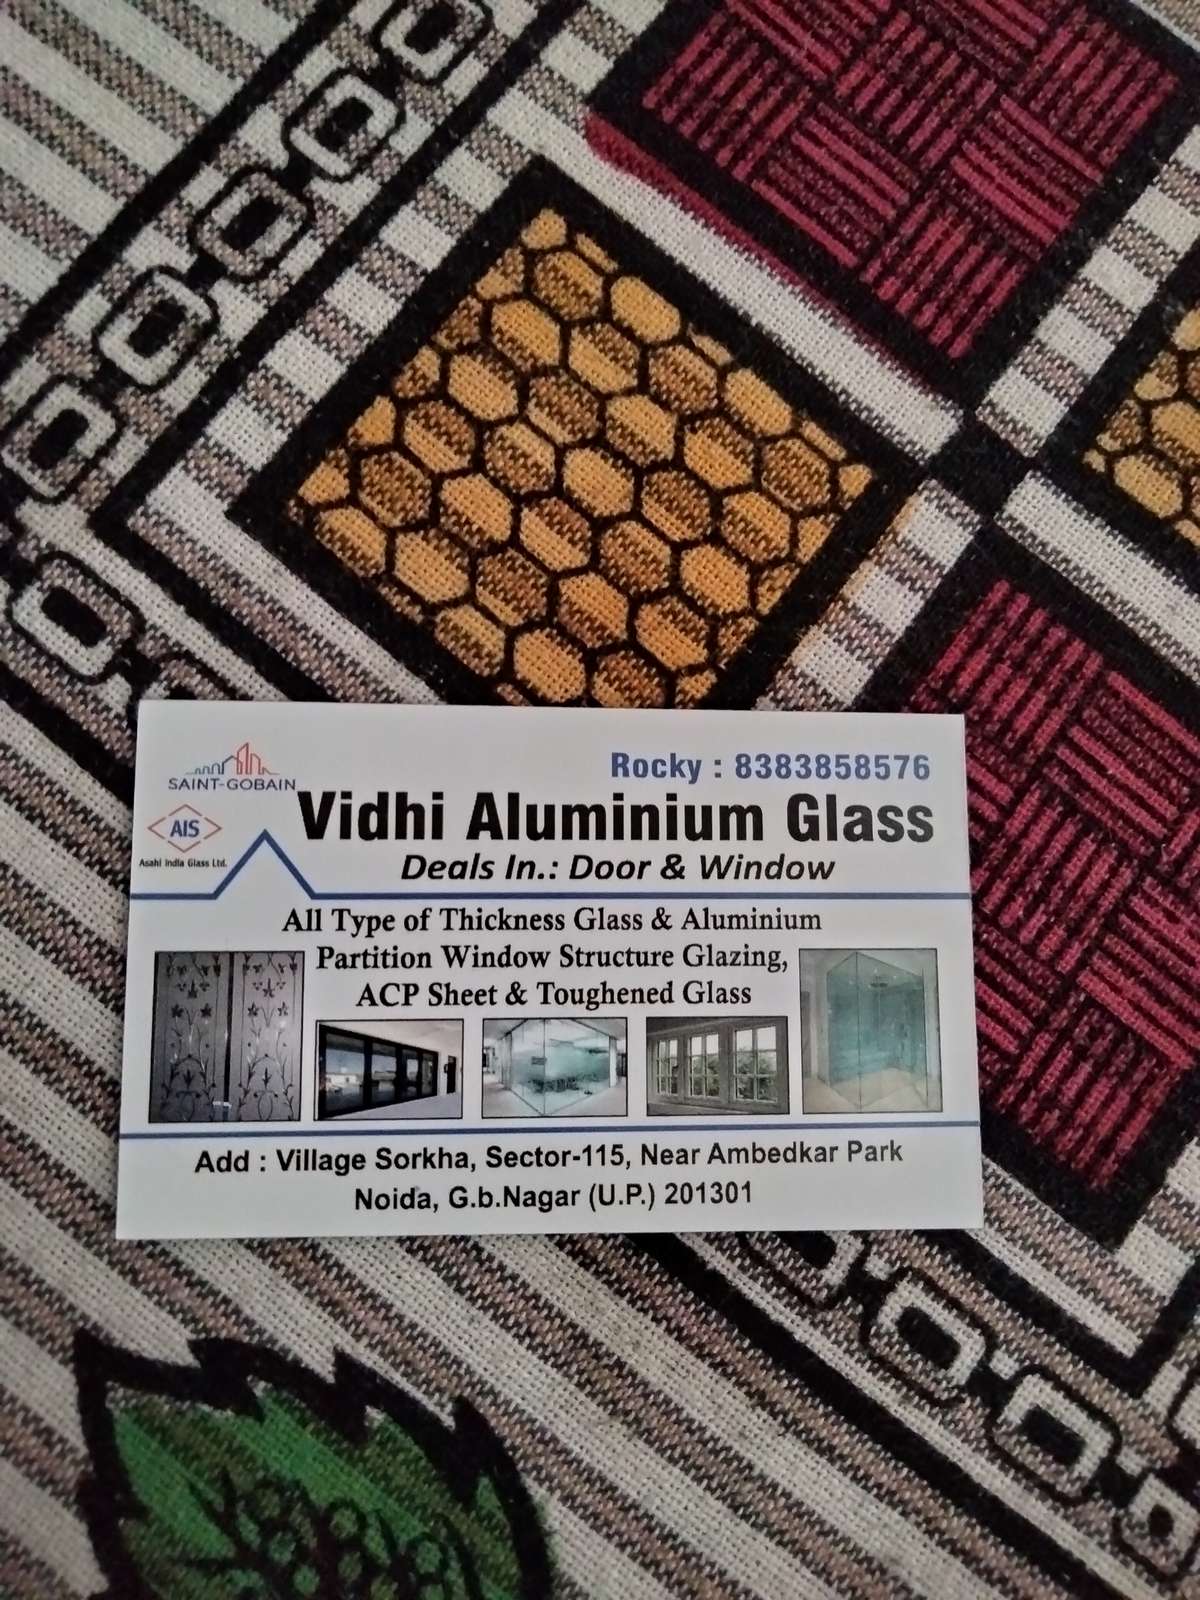 SAINT-GOBAIN
Rocky : 8383858576
AIS
Asahi India Glass Ltd.
Vidhi Aluminium Glass
Deals In.: Door & Window
All Type of Thickness Glass & Aluminium
Partition Window Structure Glazing,
ACP Sheet & Toughened Glass
Add : Village Sorkha, Sector-115, Near Ambedkar Park
Noida, G.b.Nagar (U.P.) 201301